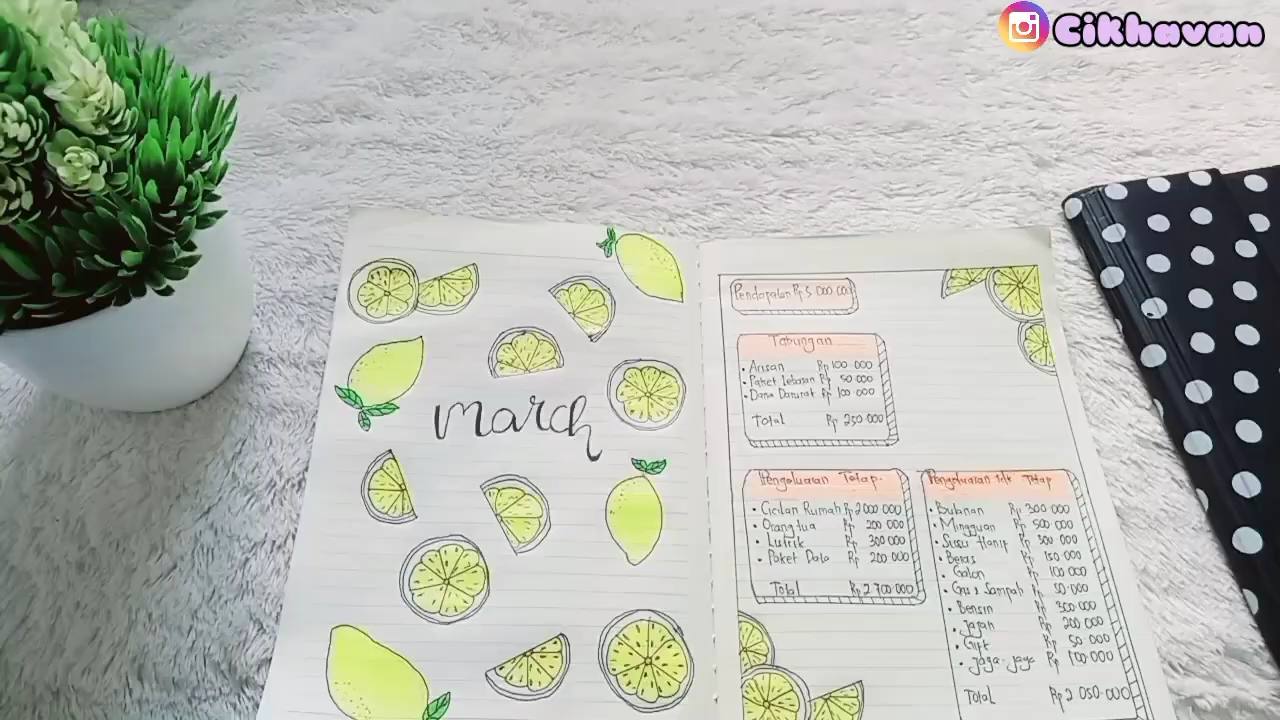 Cikhavan
March
Pendapatan Rp 5 000 000
Tabungan
• Arisan Rp 100 000
• Paket Lebaran Rp 50 000
• Dana Darurat Rp 100 000
Total Rp 250 000
Pengeluaran Tetap
• Cicilan Rumah Rp 2 000 000
• Orang tua Rp 200 000
• Listrik Rp 300 000
• Paket Data Rp 200 000
Total Rp 2 700 000
Pengeluaran tdk Tetap
• Bulanan Rp 300 000
• Mingguan Rp 500 000
• Susu Hanif Rp 300 000
• Beras Rp 150 000
Galon Rp 100 000
• Gas & Sampah Rp 50 000
• Bensin Rp 300 000
• Jajan Rp 200 000
• Gift Rp 50 000
• Jaga-jaga Rp 100 000
Total Rp 2 050 000